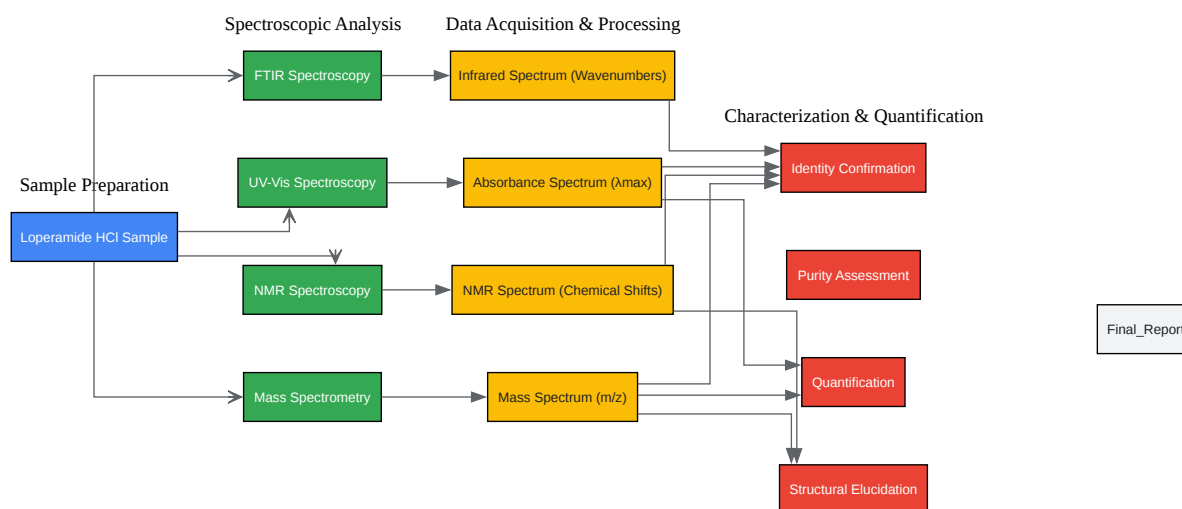 Spectroscopic Analysis
Data Acquisition & Processing
FTIR Spectroscopy
Infrared Spectrum (Wavenumbers)
Characterization & Quantification
Sample Preparation
UV-Vis Spectroscopy
Absorbance Spectrum (λmax)
Identity Confirmation
Loperamide HCl Sample
NMR Spectroscopy
NMR Spectrum (Chemical Shifts)
Purity Assessment
Final_Report
Mass Spectrometry
Mass Spectrum (m/z)
Quantification
Structural Elucidation